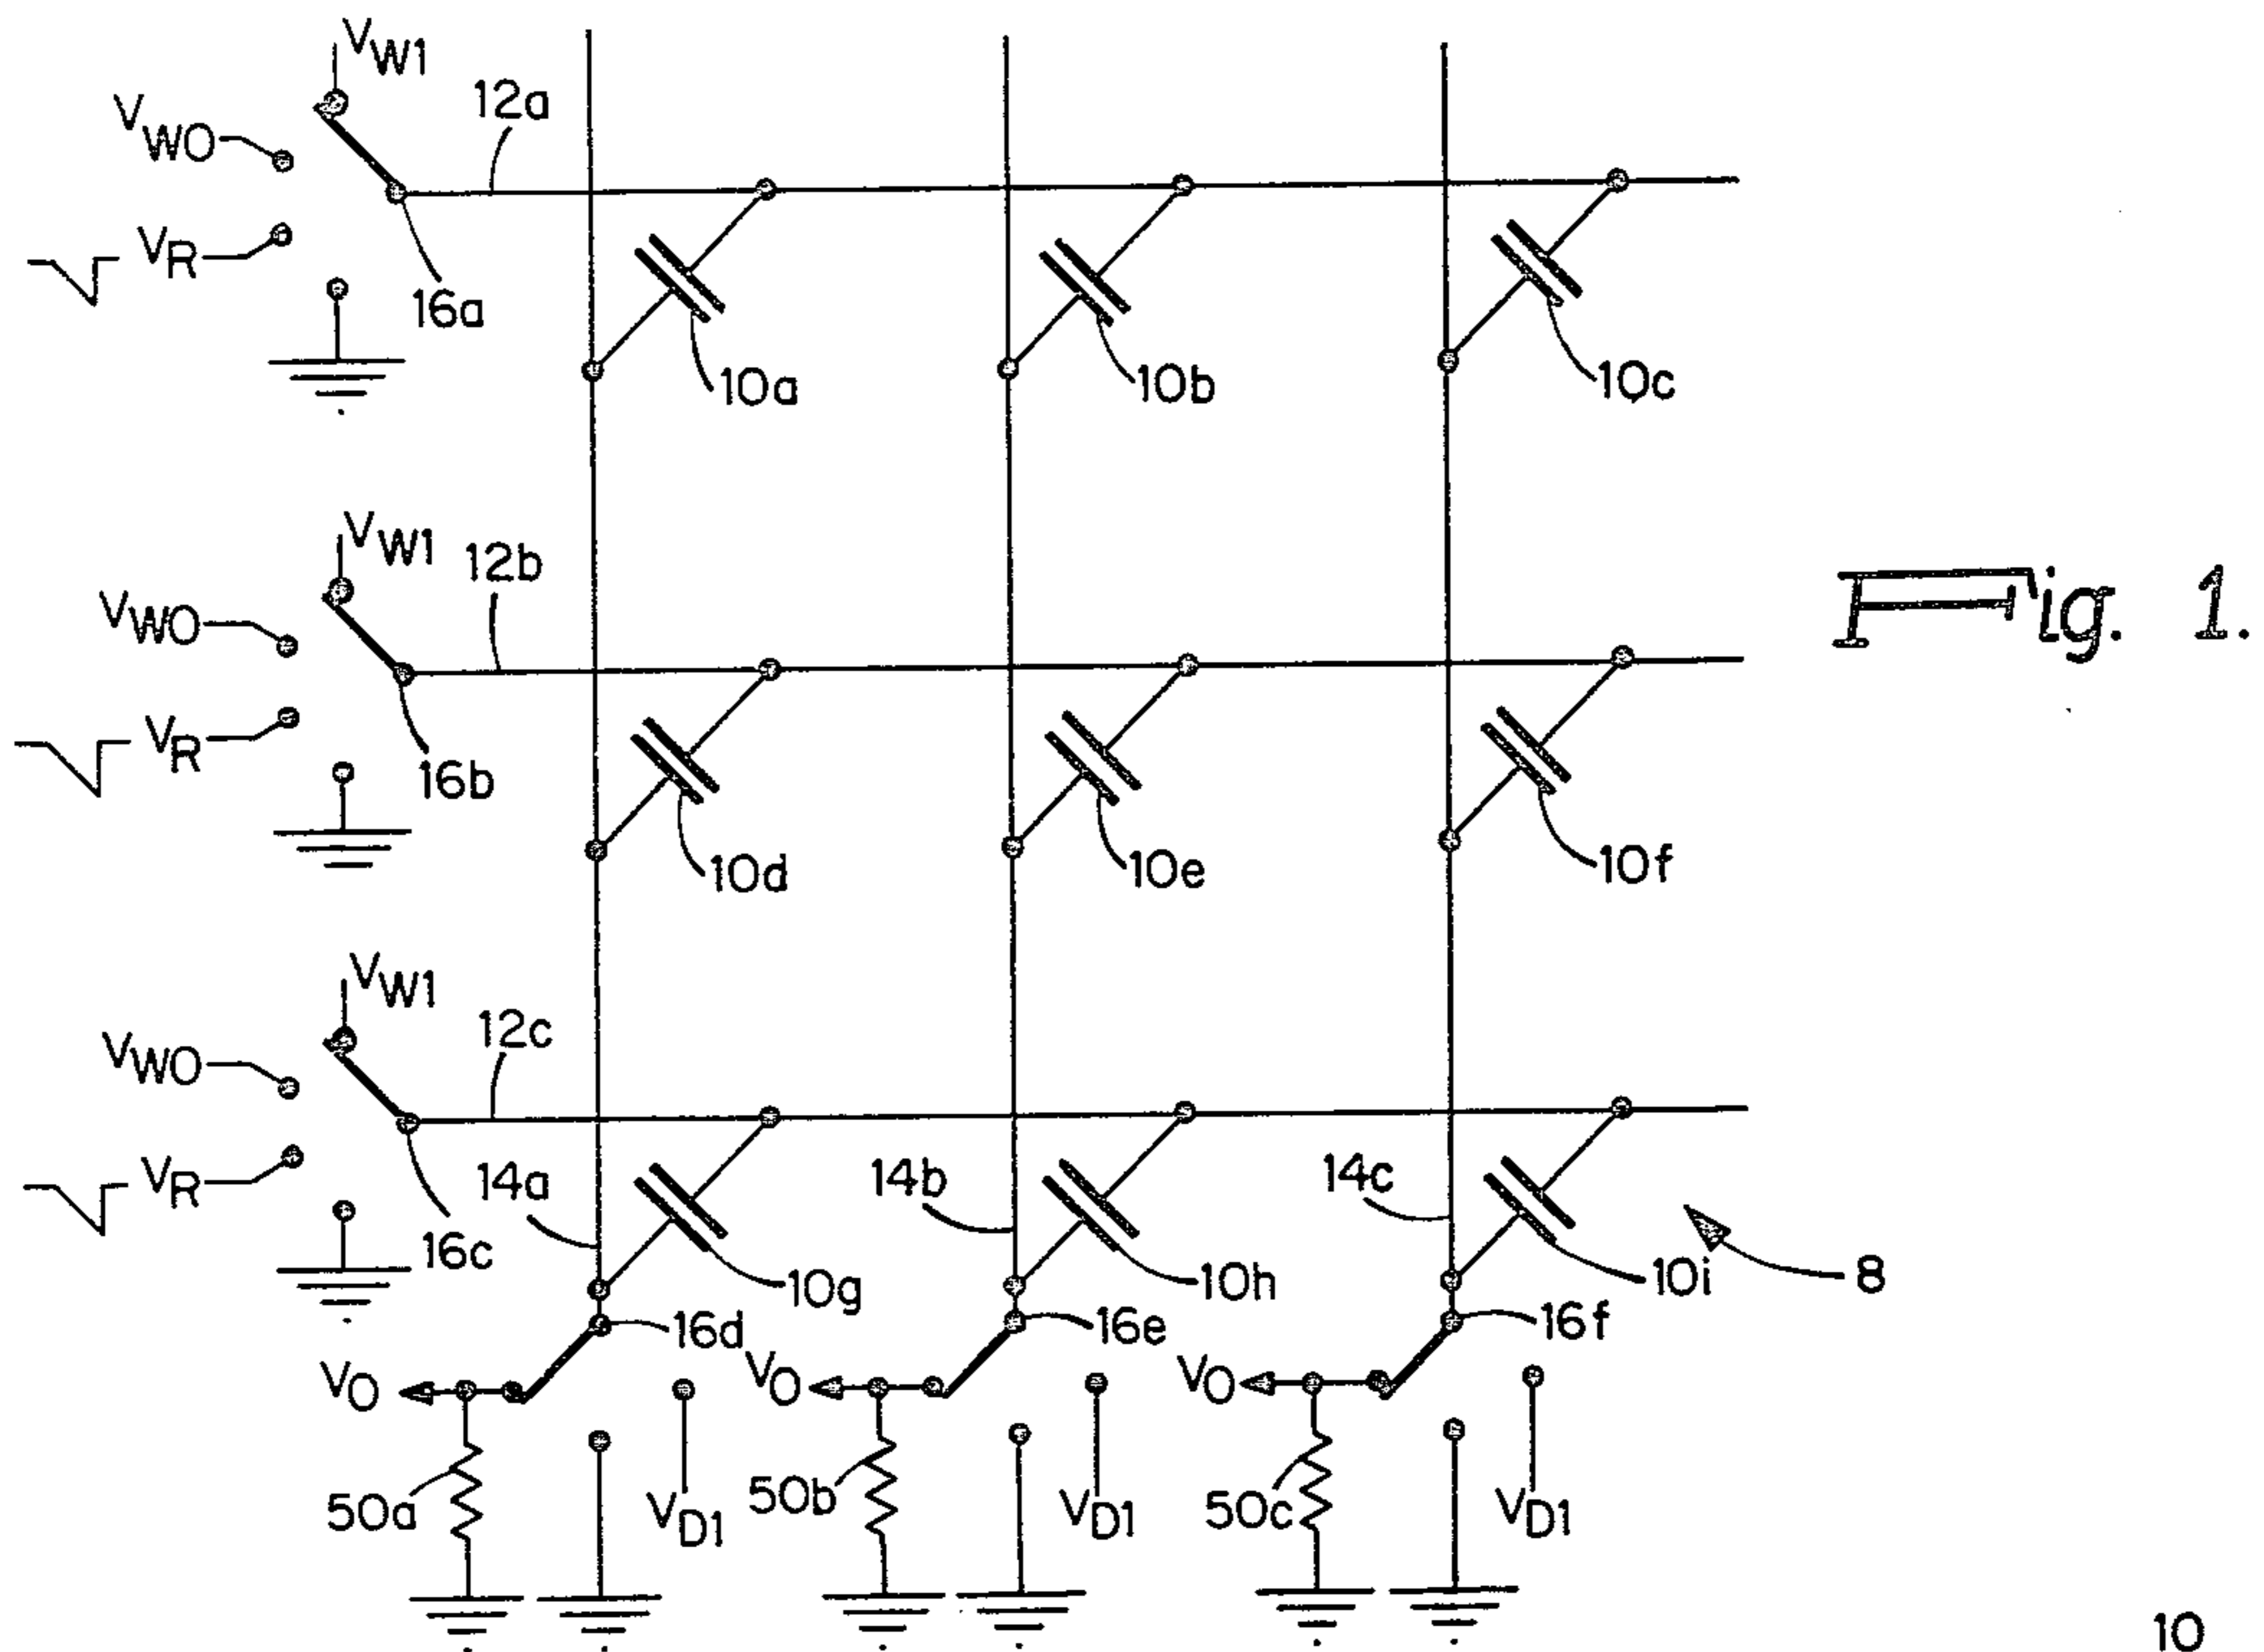 VW1
VWO
12a
VR
16a
10a
10b
10c
VW1
12b
VWO
VR
16b
10d
10e
10f
Fig. 1.
VW1
12c
VWO
VR
14a
14b
14c
16c
10g
10h
10i
8
16d
16e
16f
VO
VO
VO
50a
VD1
50b
VD1
50c
VD1
10